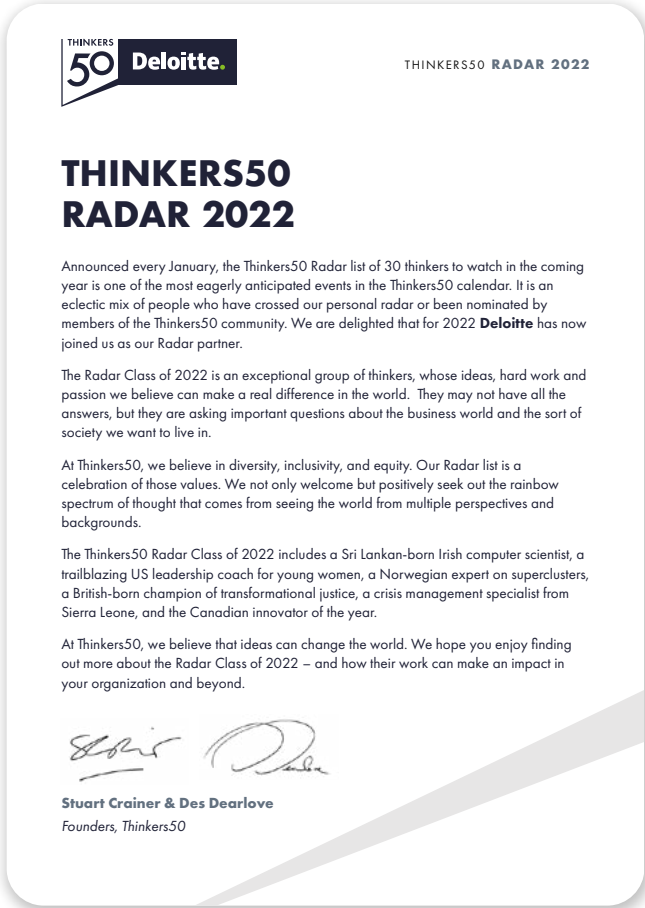 THINKERS
50
Deloitte.
THINKERS50 RADAR 2022
THINKERS50
RADAR 2022
Announced every January, the Thinkers50 Radar list of 30 thinkers to watch in the coming
year is one of the most eagerly anticipated events in the Thinkers50 calendar. It is an
eclectic mix of people who have crossed our personal radar or been nominated by
members of the Thinkers50 community. We are delighted that for 2022 Deloitte has now
joined us as our Radar partner.
The Radar Class of 2022 is an exceptional group of thinkers, whose ideas, hard work and
passion we believe can make a real difference in the world. They may not have all the
answers, but they are asking important questions about the business world and the sort of
society we want to live in.
At Thinkers50, we believe in diversity, inclusivity, and equity. Our Radar list is a
celebration of those values. We not only welcome but positively seek out the rainbow
spectrum of thought that comes from seeing the world from multiple perspectives and
backgrounds.
The Thinkers50 Radar Class of 2022 includes a Sri Lankan-born Irish computer scientist, a
trailblazing US leadership coach for young women, a Norwegian expert on superclusters,
a British-born champion of transformational justice, a crisis management specialist from
Sierra Leone, and the Canadian innovator of the year.
At Thinkers50, we believe that ideas can change the world. We hope you enjoy finding
out more about the Radar Class of 2022 – and how their work can make an impact in
your organization and beyond.
Stuart Crainer & Des Dearlove
Founders, Thinkers50